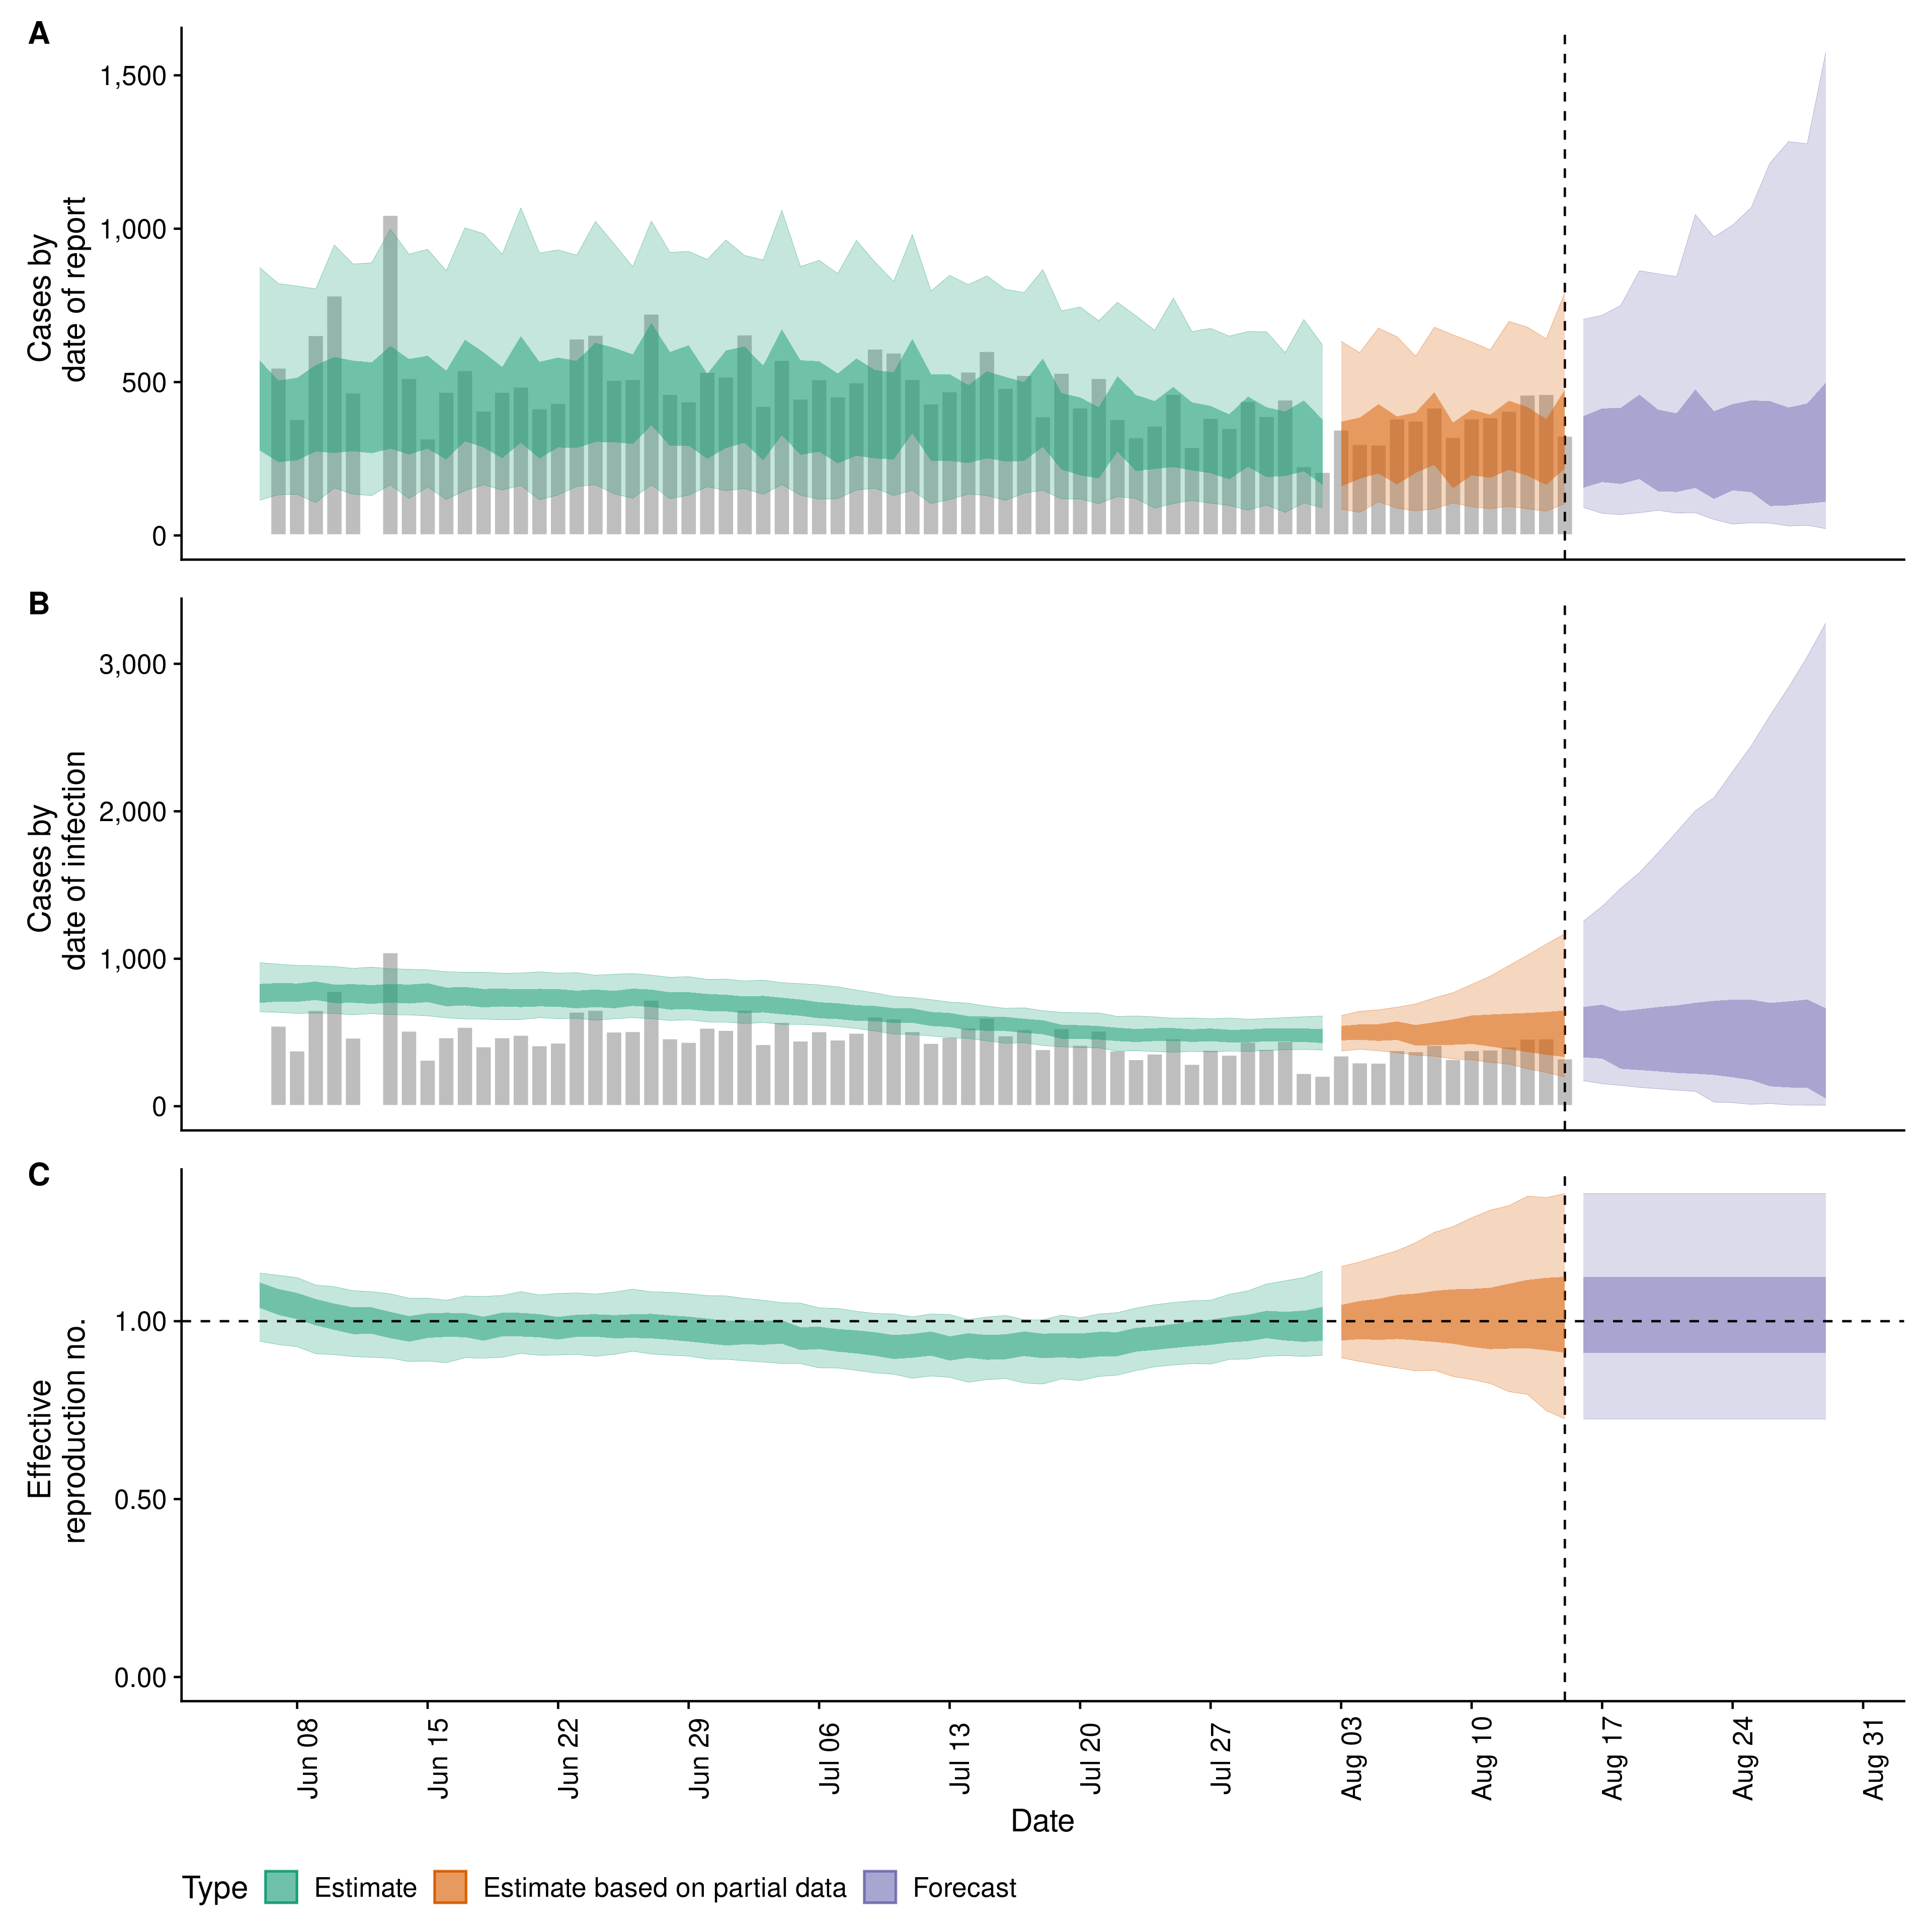 A
Cases by
date of report
1,500
1,000
500
0
B
Cases by
date of infection
3,000
2,000
1,000
0
C
Effective
reproduction no.
1.00
0.50
0.00
Jun 08
Jun 15
Jun 22
Jun 29
Jul 06
Jul 13
Jul 20
Jul 27
Aug 03
Aug 10
Aug 17
Aug 24
Aug 31
Date
Type Estimate Estimate based on partial data Forecast